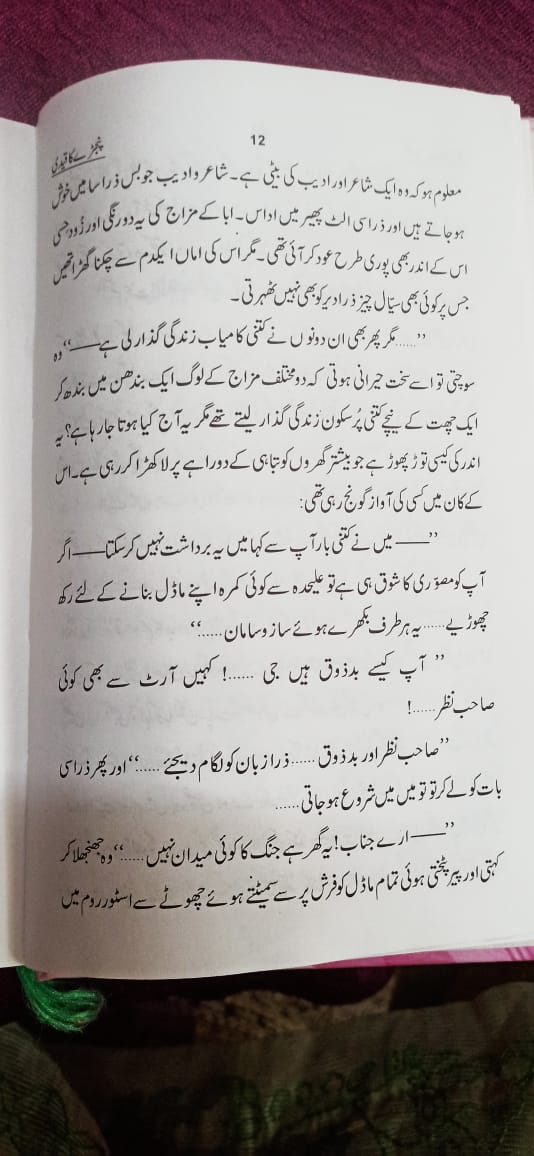 12
پنجڑے کا قیدی
معلوم ہو کہ وہ ایک شاعر اور ادیب کی بیٹی ہے۔ شاعر و ادیب جو بس ذرا سا میں خوش
ہو جاتے ہیں اور ذراسی الٹ پھیر میں اداس۔ ابا کے مزاج کی یہ دورنگی اور زُود حسی
اس کے اندر بھی پوری طرح عود کر آئی تھی۔ مگر اس کی اماں ایکدم سے چکنا گھڑا تھیں
جس پر کوئی بھی سیّال چیز ذرا دیر کو بھی نہیں ٹھہرتی۔
’’......مگر پھر بھی ان دونوں نے کتنی کامیاب زندگی گذار لی ہے——‘‘ وہ
سوچتی تو اسے سخت حیرانی ہوتی کہ دو مختلف مزاج کے لوگ ایک بندھن میں بندھ کر
ایک چھت کے نیچے کتنی پُر سکون زندگی گذار لیتے تھے مگر یہ آج کیا ہوتا جا رہا ہے؟ یہ
اندر کی کیسی توڑ پھوڑ ہے جو بیشتر گھروں کو تباہی کے دوراہے پر لا کھڑا کر رہی ہے۔ اس
کے کان میں کسی کی آواز گونج رہی تھی:
’’—— میں نے کتنی بار آپ سے کہا میں یہ برداشت نہیں کر سکتا —— اگر
آپ کو مصوّری کا شوق ہی ہے تو علیحدہ سے کوئی کمرہ اپنے ماڈل بنانے کے لئے رکھ
چھوڑیے...... یہ ہر طرف بکھرے ہوئے ساز و سامان......‘‘
’’ آپ کیسے بدذوق ہیں جی ......! کہیں آرٹ سے بھی کوئی
صاحب نظر......!
’’صاحب نظر اور بدذوق...... ذرا زبان کو لگام دیجئے......‘‘ اور پھر ذراسی
بات کو لے کر تو تو میں میں شروع ہو جاتی......
’’—— ارے جناب! یہ گھر ہے جنگ کا کوئی میدان نہیں......‘‘ وہ جھنجھلا کر
کہتی اور پیر پٹختی ہوئی تمام ماڈل کو فرش پر سے سمیٹتے ہوئے چھوٹے سے اسٹور روم میں